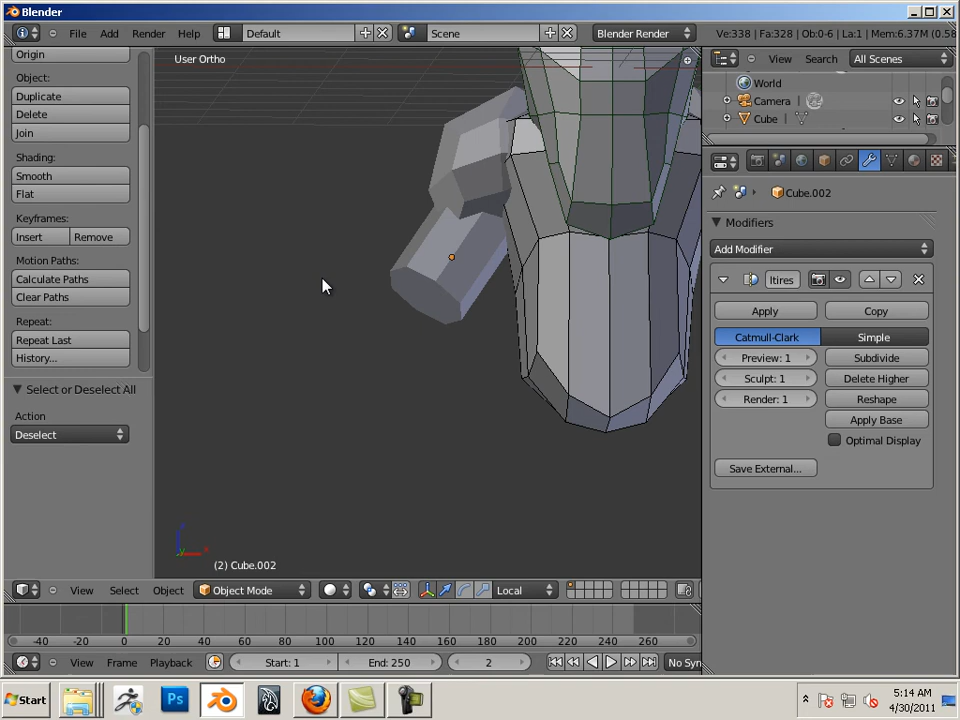 Blender
File Add Render Help Default Scene Blender Render Ve:338 | Fa:328 | Ob:0-6 | La:1 | Mem:6.37M (0.58
Origin
Object:
Duplicate
Delete
Join
Shading:
Smooth
Flat
Keyframes:
Insert Remove
Motion Paths:
Calculate Paths
Clear Paths
Repeat:
Repeat Last
History...
Select or Deselect All
Action
Deselect
User Ortho
(2) Cube.002
View Select Object Object Mode Local
View Search All Scenes
World
Camera
Cube
Cube.002
Modifiers
Add Modifier
ltires
Apply Copy
Catmull-Clark Simple
Preview: 1 Subdivide
Sculpt: 1 Delete Higher
Render: 1 Reshape
Apply Base
Optimal Display
Save External...
-40 -20 0 20 40 60 80 100 120 140 160 180 200 220 240 260
View Frame Playback Start: 1 End: 250 2 No Syn
Start Ps 5:14 AM
4/30/2011